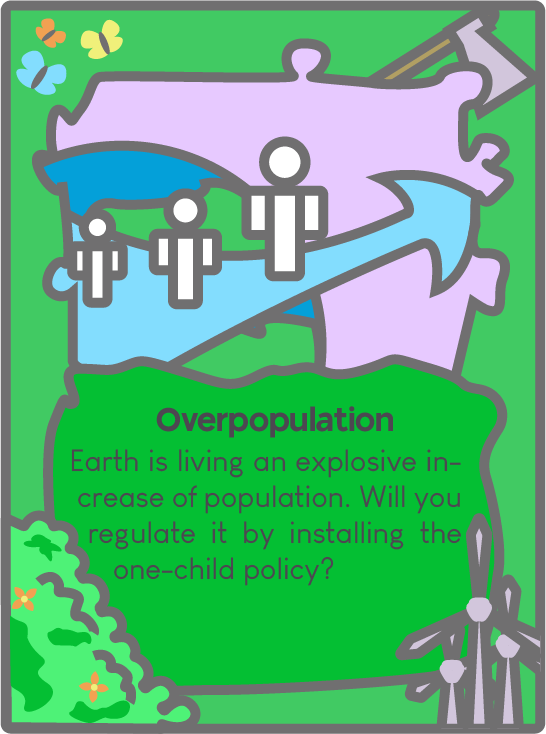 Overpopulation
Earth is living an explosive in-
crease of population. Will you
regulate it by installing the
one-child policy?